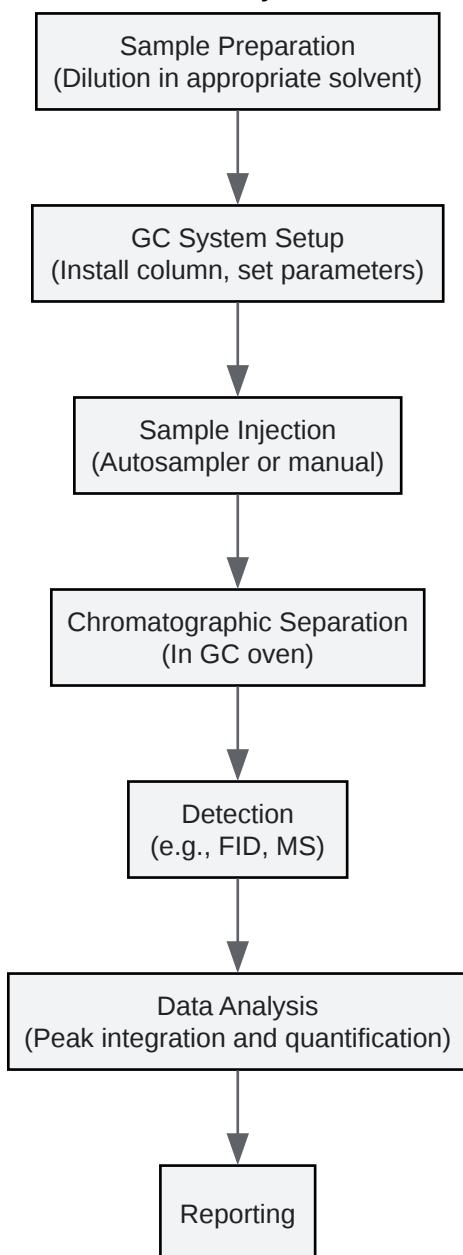 Sample Preparation
(Dilution in appropriate solvent)
GC System Setup
(Install column, set parameters)
Sample Injection
(Autosampler or manual)
Chromatographic Separation
(In GC oven)
Detection
(e.g., FID, MS)
Data Analysis
(Peak integration and quantification)
Reporting